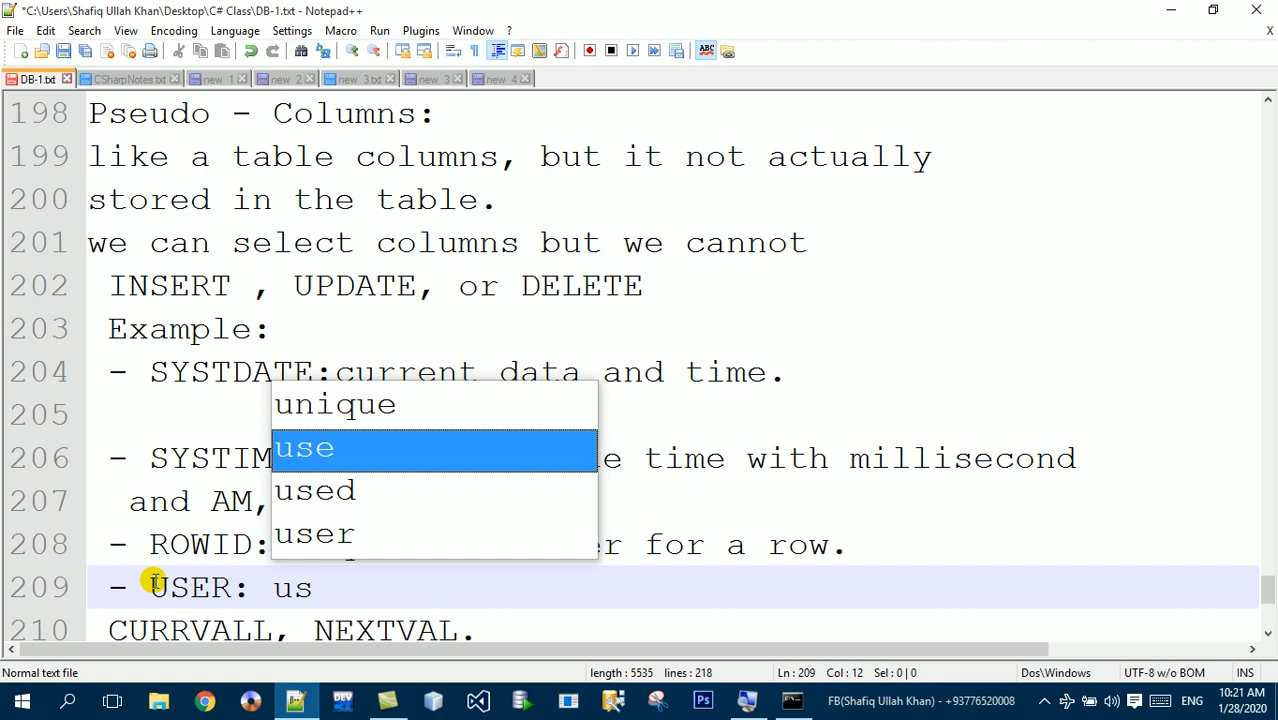 *C:\Users\Shafiq Ullah Khan\Desktop\C# Class\DB-1.txt - Notepad++
File Edit Search View Encoding Language Settings Macro Run Plugins Window ? X
DB-1.txt CSharpNotes.txt new 1 new 2 new 3.txt new 3 new 4
198 Pseudo - Columns:
199 like a table columns, but it not actually
200 stored in the table.
201 we can select columns but we cannot
202 INSERT , UPDATE, or DELETE
203 Example:
204 - SYSTDATE:current data and time.
205
unique
use
used
user
206 - SYSTIM e time with millisecond
207 and AM,
208 - ROWID: er for a row.
209 - USER: us
210 CURRVALL, NEXTVAL.
Normal text file length : 5535 lines : 218 Ln : 209 Col : 12 Sel : 0 | 0 Dos\Windows UTF-8 w/o BOM INS
FB(Shafiq Ullah Khan) - +93776520008 ENG 10:21 AM
1/28/2020